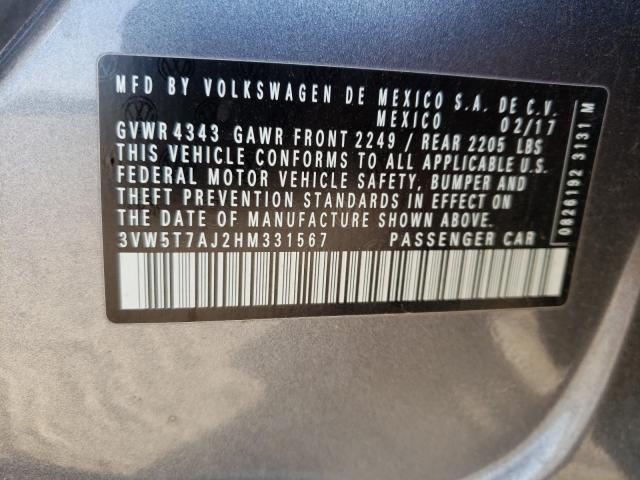 MFD BY VOLKSWAGEN DE MEXICO S.A. DE C.V.
MEXICO 02/17
GVWR 4343 GAWR FRONT 2249 / REAR 2205 LBS
THIS VEHICLE CONFORMS TO ALL APPLICABLE U.S.
FEDERAL MOTOR VEHICLE SAFETY, BUMPER AND
THEFT PREVENTION STANDARDS IN EFFECT ON
THE DATE OF MANUFACTURE SHOWN ABOVE.
3VW5T7AJ2HM331567 PASSENGER CAR
0826192 3131 M